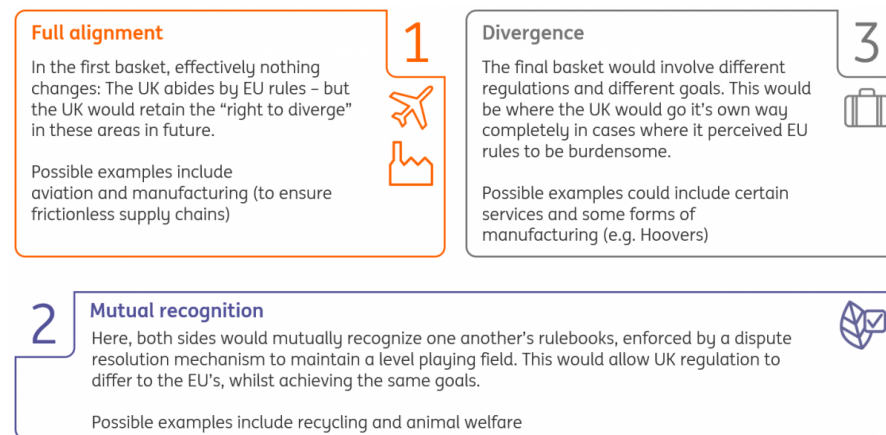 Full alignment
1
In the first basket, effectively nothing
changes: The UK abides by EU rules – but
the UK would retain the “right to diverge”
in these areas in future.
Possible examples include
aviation and manufacturing (to ensure
frictionless supply chains)
Divergence
3
The final basket would involve different
regulations and different goals. This would
be where the UK would go it’s own way
completely in cases where it perceived EU
rules to be burdensome.
Possible examples could include certain
services and some forms of
manufacturing (e.g. Hoovers)
2
Mutual recognition
Here, both sides would mutually recognize one another’s rulebooks, enforced by a dispute
resolution mechanism to maintain a level playing field. This would allow UK regulation to
differ to the EU’s, whilst achieving the same goals.
Possible examples include recycling and animal welfare